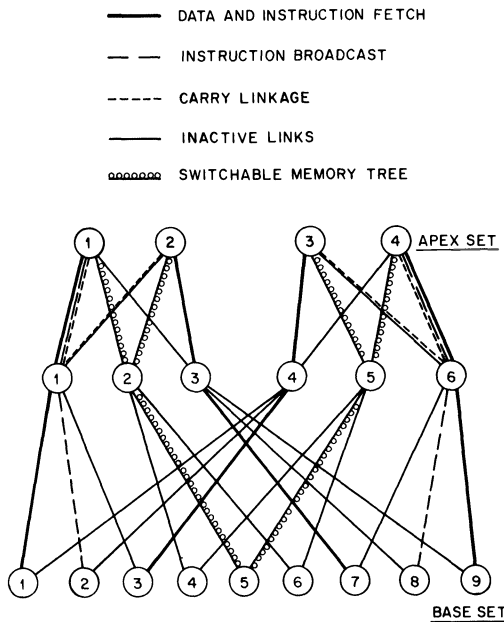 DATA AND INSTRUCTION FETCH
INSTRUCTION BROADCAST
CARRY LINKAGE
INACTIVE LINKS
SWITCHABLE MEMORY TREE
1 2 3 4 APEX SET
1 2 3 4 5 6
1 2 3 4 5 6 7 8 9
BASE SET